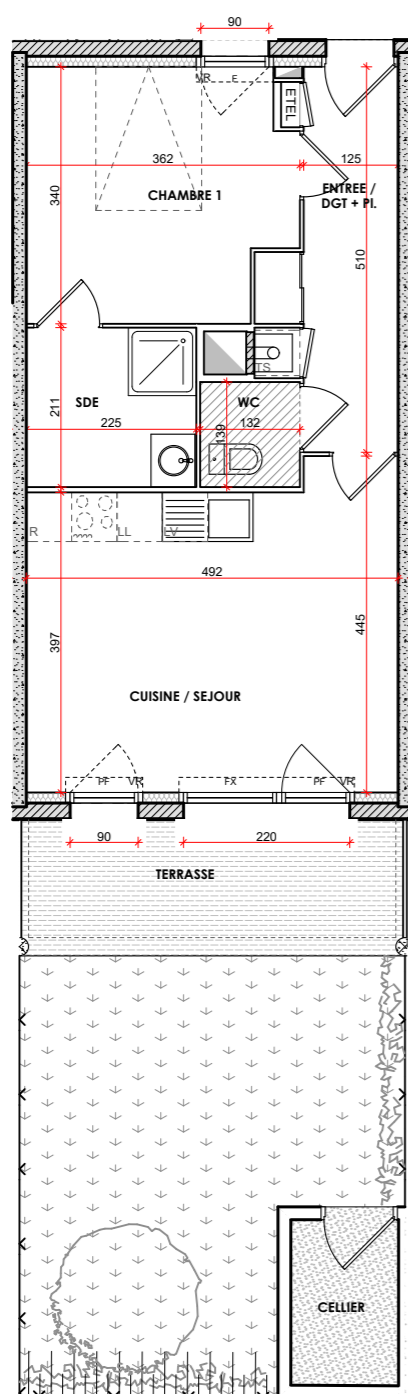 90
VR F
ETEL
362
125
CHAMBRE 1
ENTREE /
DGT + Pl.
340
510
TS
SDE
WC
211
225
132
139
R
LL
LV
492
397
445
CUISINE / SEJOUR
PF VR
FX
PF VR
90
220
TERRASSE
CELLIER